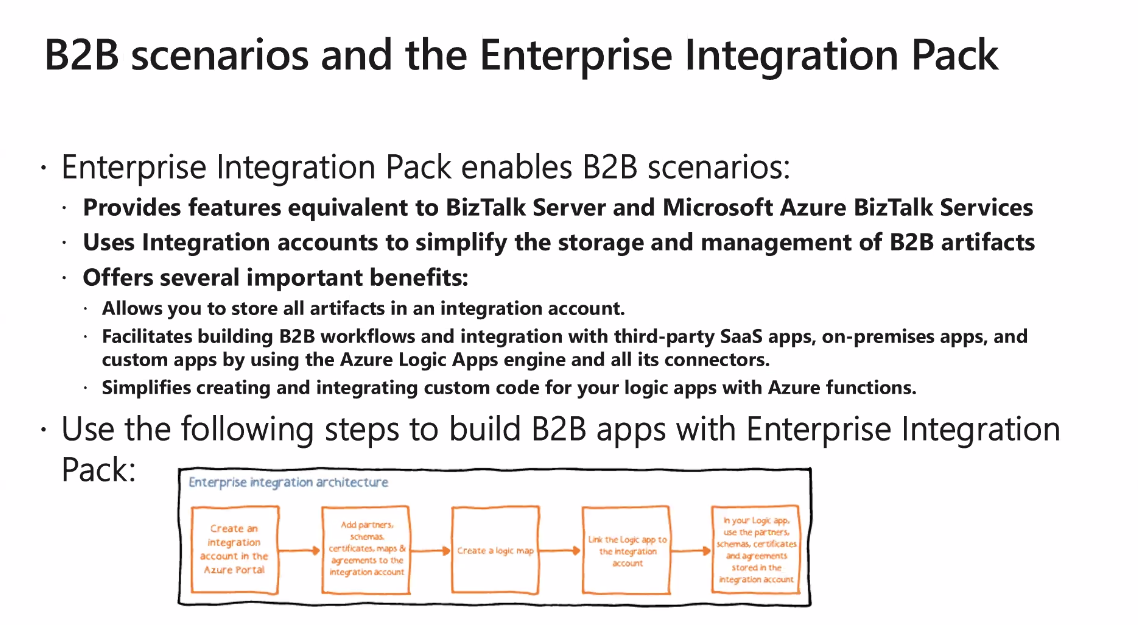 B2B scenarios and the Enterprise Integration Pack
· Enterprise Integration Pack enables B2B scenarios:
· Provides features equivalent to BizTalk Server and Microsoft Azure BizTalk Services
· Uses Integration accounts to simplify the storage and management of B2B artifacts
· Offers several important benefits:
· Allows you to store all artifacts in an integration account.
· Facilitates building B2B workflows and integration with third-party SaaS apps, on-premises apps, and
custom apps by using the Azure Logic Apps engine and all its connectors.
· Simplifies creating and integrating custom code for your logic apps with Azure functions.
· Use the following steps to build B2B apps with Enterprise Integration
Pack:
Enterprise integration architecture
Create an
integration
account in the
Azure Portal
Add partners,
schemas,
certificates, maps &
agreements to the
integration account
Create a logic map
Link the Logic app to
the integration
account
In your Logic app,
use the partners,
schemas, certificates
and agreements
stored in the
integration account